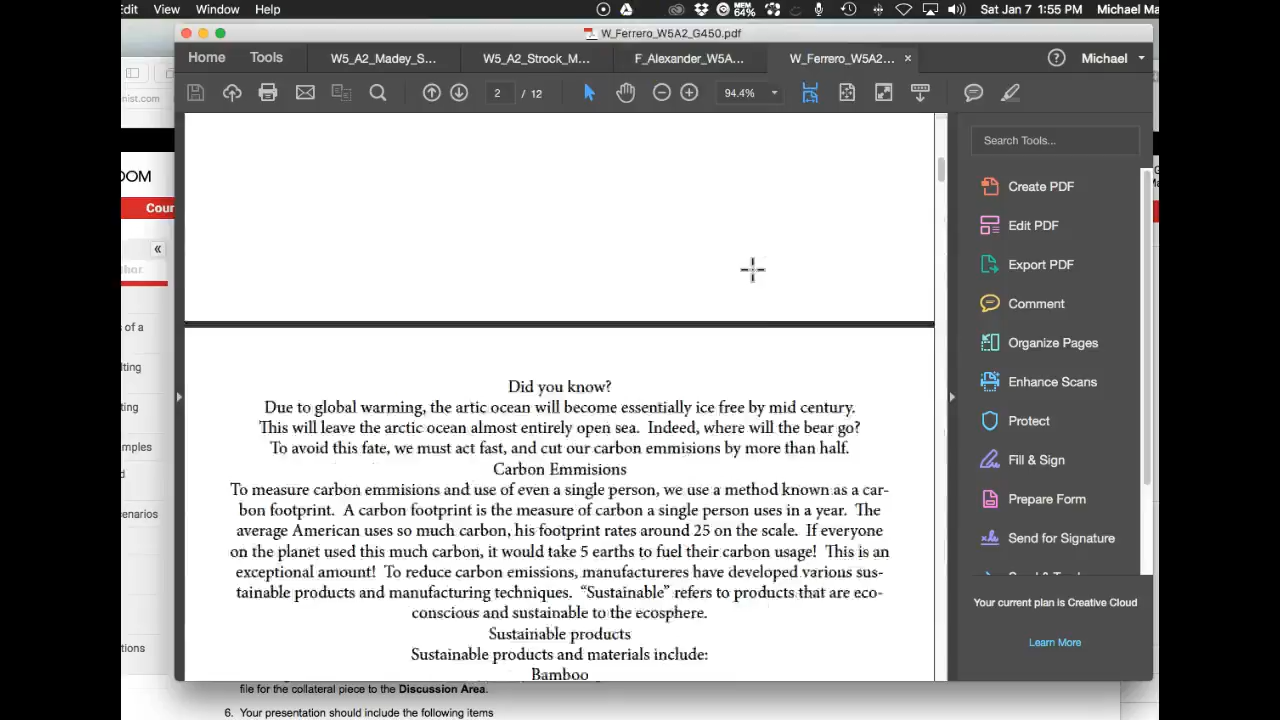 Edit View Window Help
MEM 64% Sat Jan 7 1:55 PM Michael Ma
W_Ferrero_W5A2_G450.pdf
Home Tools W5_A2_Madey_S... W5_A2_Strock_M... F_Alexander_W5A... W_Ferrero_W5A2... × Michael
2 / 12 94.4%
nist.com
Search Tools...
Create PDF
Edit PDF
Export PDF
Comment
Organize Pages
Enhance Scans
Protect
Fill & Sign
Prepare Form
Send for Signature
Your current plan is Creative Cloud
Learn More
OOM
Cour
s of a
lting
ting
mples
d
enarios
tions
Did you know?
Due to global warming, the artic ocean will become essentially ice free by mid century.
This will leave the arctic ocean almost entirely open sea. Indeed, where will the bear go?
To avoid this fate, we must act fast, and cut our carbon emmisions by more than half.
Carbon Emmisions
To measure carbon emmisions and use of even a single person, we use a method known as a car-
bon footprint. A carbon footprint is the measure of carbon a single person uses in a year. The
average American uses so much carbon, his footprint rates around 25 on the scale. If everyone
on the planet used this much carbon, it would take 5 earths to fuel their carbon usage! This is an
exceptional amount! To reduce carbon emissions, manufactureres have developed various sus-
tainable products and manufacturing techniques. “Sustainable” refers to products that are eco-
conscious and sustainable to the ecosphere.
Sustainable products
Sustainable products and materials include:
Bamboo
file for the collateral piece to the Discussion Area.
6. Your presentation should include the following items